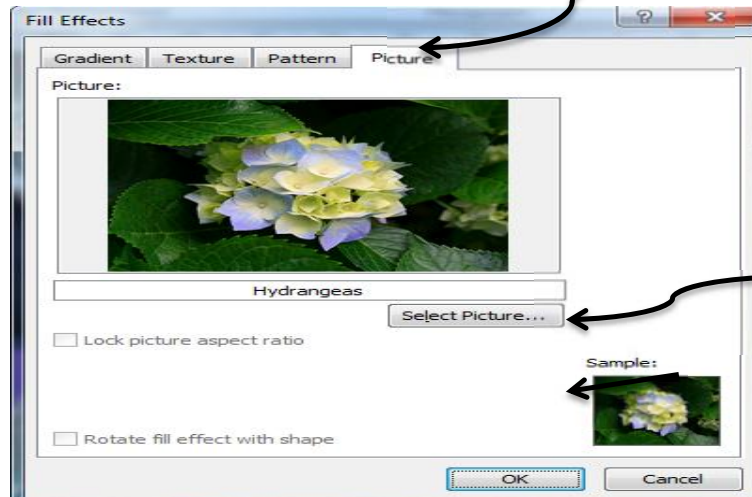 Fill Effects
Gradient Texture Pattern Picture
Picture:
Hydrangeas
Select Picture...
Lock picture aspect ratio
Sample:
Rotate fill effect with shape
OK Cancel